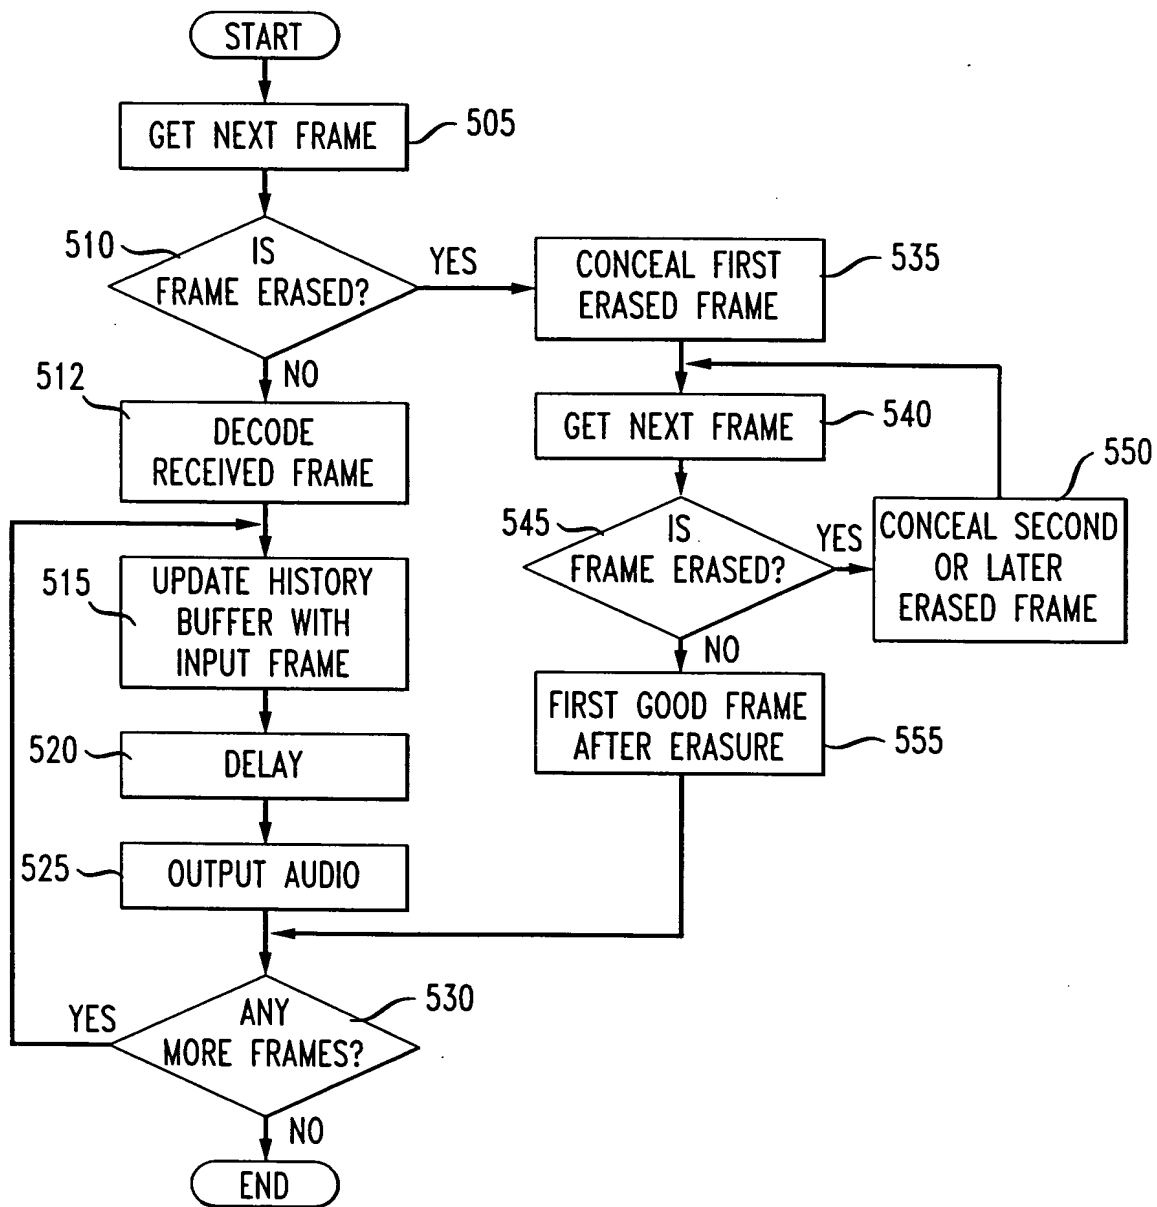 START
GET NEXT FRAME
505
510
IS
FRAME ERASED?
YES
NO
CONCEAL FIRST
ERASED FRAME
535
512
DECODE
RECEIVED FRAME
GET NEXT FRAME
540
545
IS
FRAME ERASED?
YES
NO
550
CONCEAL SECOND
OR LATER
ERASED FRAME
515
UPDATE HISTORY
BUFFER WITH
INPUT FRAME
FIRST GOOD FRAME
AFTER ERASURE
555
520
DELAY
525
OUTPUT AUDIO
530
ANY
MORE FRAMES?
YES
NO
END